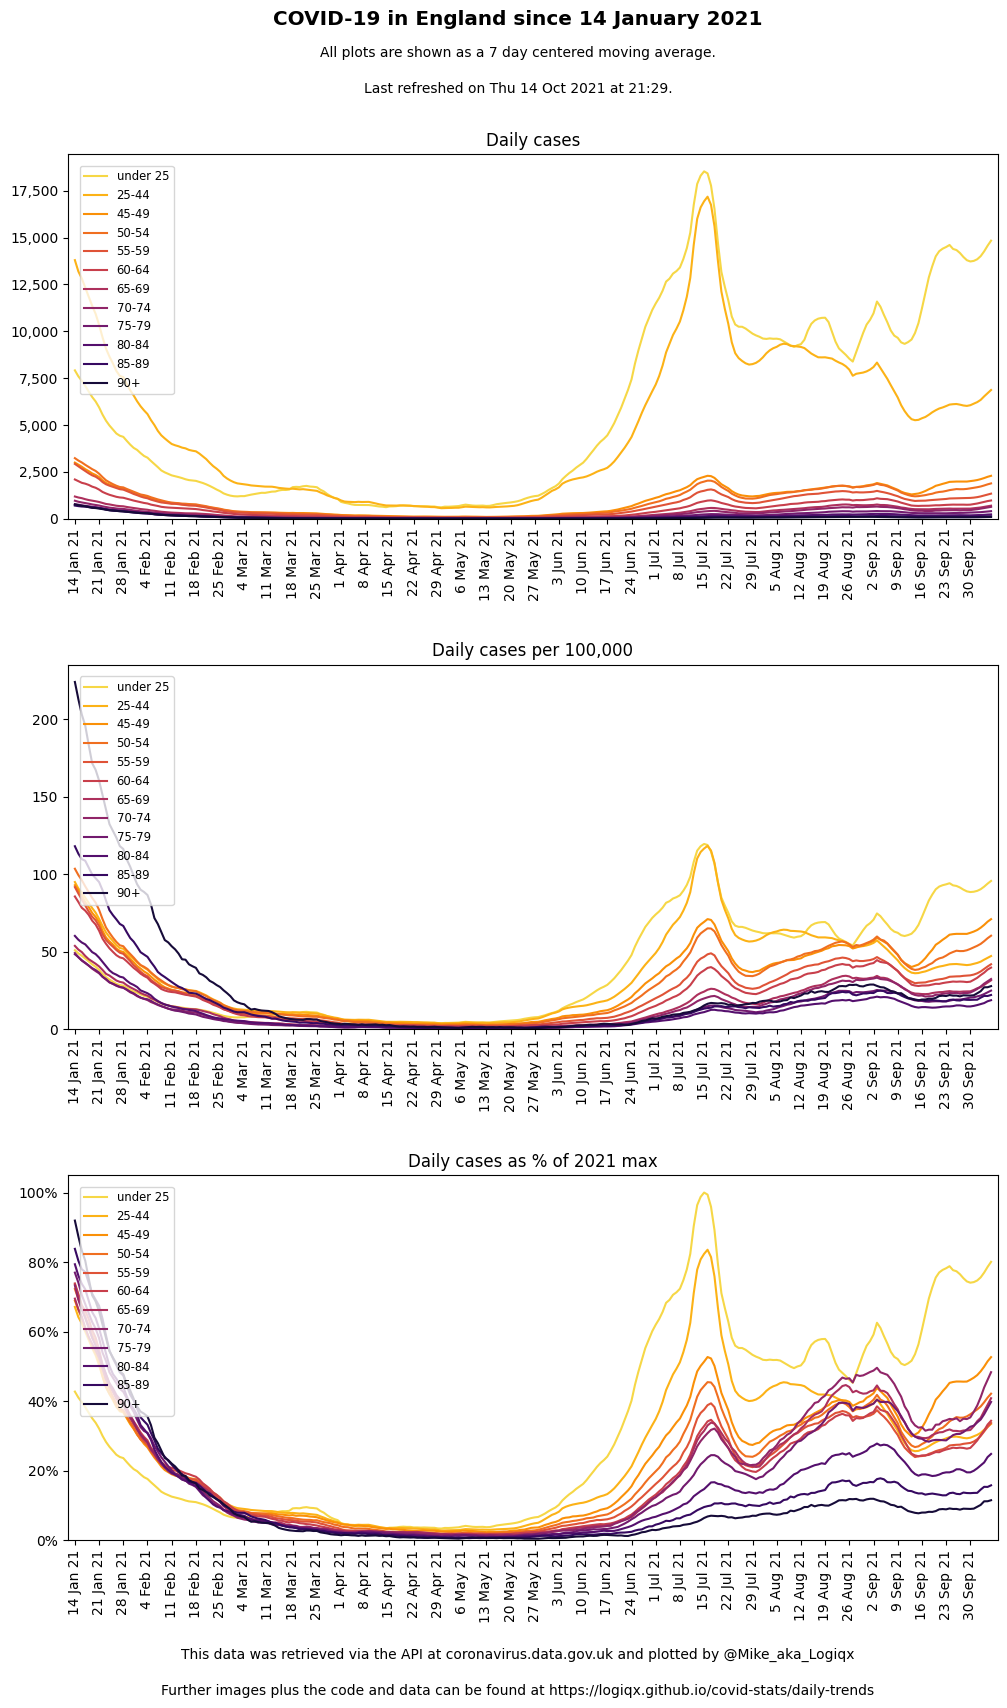 COVID-19 in England since 14 January 2021
All plots are shown as a 7 day centered moving average.
Last refreshed on Thu 14 Oct 2021 at 21:29.
Daily cases
17,500
15,000
12,500
10,000
7,500
5,000
2,500
0
under 25
25-44
45-49
50-54
55-59
60-64
65-69
70-74
75-79
80-84
85-89
90+
14 Jan 21
21 Jan 21
28 Jan 21
4 Feb 21
11 Feb 21
18 Feb 21
25 Feb 21
4 Mar 21
11 Mar 21
18 Mar 21
25 Mar 21
1 Apr 21
8 Apr 21
15 Apr 21
22 Apr 21
29 Apr 21
6 May 21
13 May 21
20 May 21
27 May 21
3 Jun 21
10 Jun 21
17 Jun 21
24 Jun 21
1 Jul 21
8 Jul 21
15 Jul 21
22 Jul 21
29 Jul 21
5 Aug 21
12 Aug 21
19 Aug 21
26 Aug 21
2 Sep 21
9 Sep 21
16 Sep 21
23 Sep 21
30 Sep 21
Daily cases per 100,000
200
150
100
50
0
under 25
25-44
45-49
50-54
55-59
60-64
65-69
70-74
75-79
80-84
85-89
90+
14 Jan 21
21 Jan 21
28 Jan 21
4 Feb 21
11 Feb 21
18 Feb 21
25 Feb 21
4 Mar 21
11 Mar 21
18 Mar 21
25 Mar 21
1 Apr 21
8 Apr 21
15 Apr 21
22 Apr 21
29 Apr 21
6 May 21
13 May 21
20 May 21
27 May 21
3 Jun 21
10 Jun 21
17 Jun 21
24 Jun 21
1 Jul 21
8 Jul 21
15 Jul 21
22 Jul 21
29 Jul 21
5 Aug 21
12 Aug 21
19 Aug 21
26 Aug 21
2 Sep 21
9 Sep 21
16 Sep 21
23 Sep 21
30 Sep 21
Daily cases as % of 2021 max
100%
80%
60%
40%
20%
0%
under 25
25-44
45-49
50-54
55-59
60-64
65-69
70-74
75-79
80-84
85-89
90+
14 Jan 21
21 Jan 21
28 Jan 21
4 Feb 21
11 Feb 21
18 Feb 21
25 Feb 21
4 Mar 21
11 Mar 21
18 Mar 21
25 Mar 21
1 Apr 21
8 Apr 21
15 Apr 21
22 Apr 21
29 Apr 21
6 May 21
13 May 21
20 May 21
27 May 21
3 Jun 21
10 Jun 21
17 Jun 21
24 Jun 21
1 Jul 21
8 Jul 21
15 Jul 21
22 Jul 21
29 Jul 21
5 Aug 21
12 Aug 21
19 Aug 21
26 Aug 21
2 Sep 21
9 Sep 21
16 Sep 21
23 Sep 21
30 Sep 21
This data was retrieved via the API at coronavirus.data.gov.uk and plotted by @Mike_aka_Logiqx
Further images plus the code and data can be found at https://logiqx.github.io/covid-stats/daily-trends